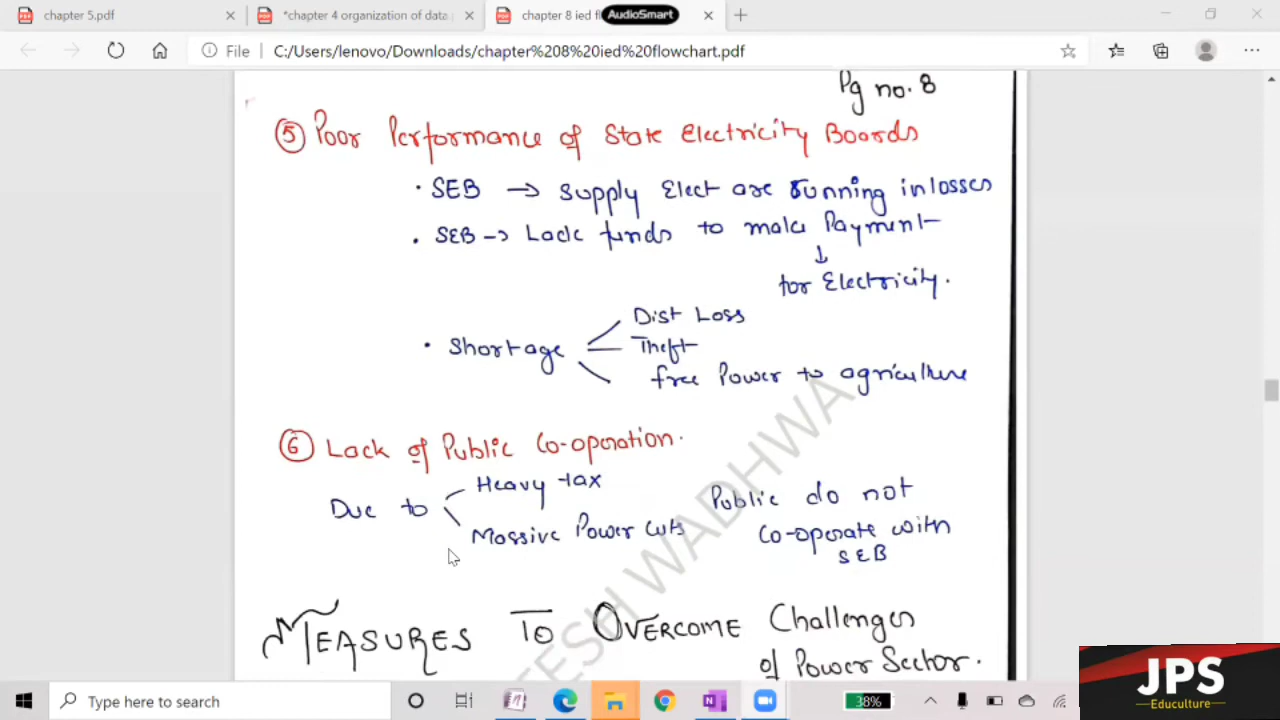 chapter 5.pdf
*chapter 4 organization of data
chapter 8 ied fl
AudioSmart
File
C:/Users/lenovo/Downloads/chapter%208%20ied%20flowchart.pdf
Pg no. 8
⑤ Poor Performance of State Electricity Boards
· SEB → Supply Elect are running in losses
· SEB → Lack funds to make Payment
↓
for Electricity.
Dist Loss
· Shortage
Theft
free Power to agriculture
⑥ Lack of Public Co-operation.
Due to
Heavy tax
Massive Power cuts
Public do not
Co-operate with
SEB
MEASURES TO OVERCOME Challenges
of Power Sector.
EESH WADHWA
Type here to search
38%
JPS
Educulture